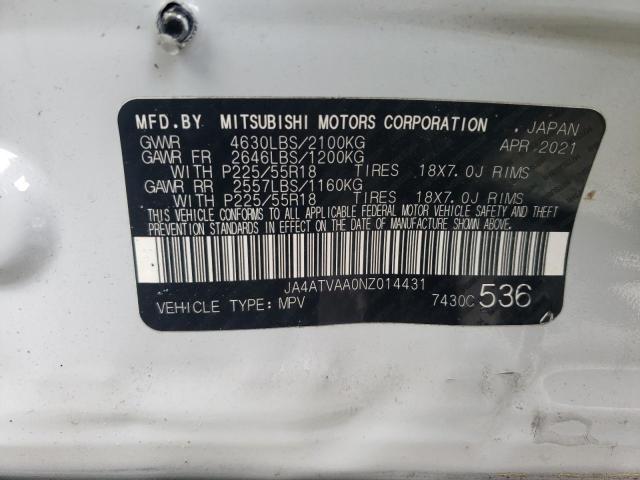 MFD.BY MITSUBISHI MOTORS CORPORATION . JAPAN
GVWR 4630LBS/2100KG APR 2021
GAWR FR 2646LBS/1200KG
WITH P225/55R18 TIRES 18X7.0J RIMS
GAWR RR 2557LBS/1160KG
WITH P225/55R18 TIRES 18X7.0J RIMS
THIS VEHICLE CONFORMS TO ALL APPLICABLE FEDERAL MOTOR VEHICLE SAFETY AND THEFT
PREVENTION STANDARDS IN EFFECT ON THE DATE OF MANUFACTURE SHOWN ABOVE.
JA4ATVAA0NZ014431
VEHICLE TYPE: MPV 7430C 536